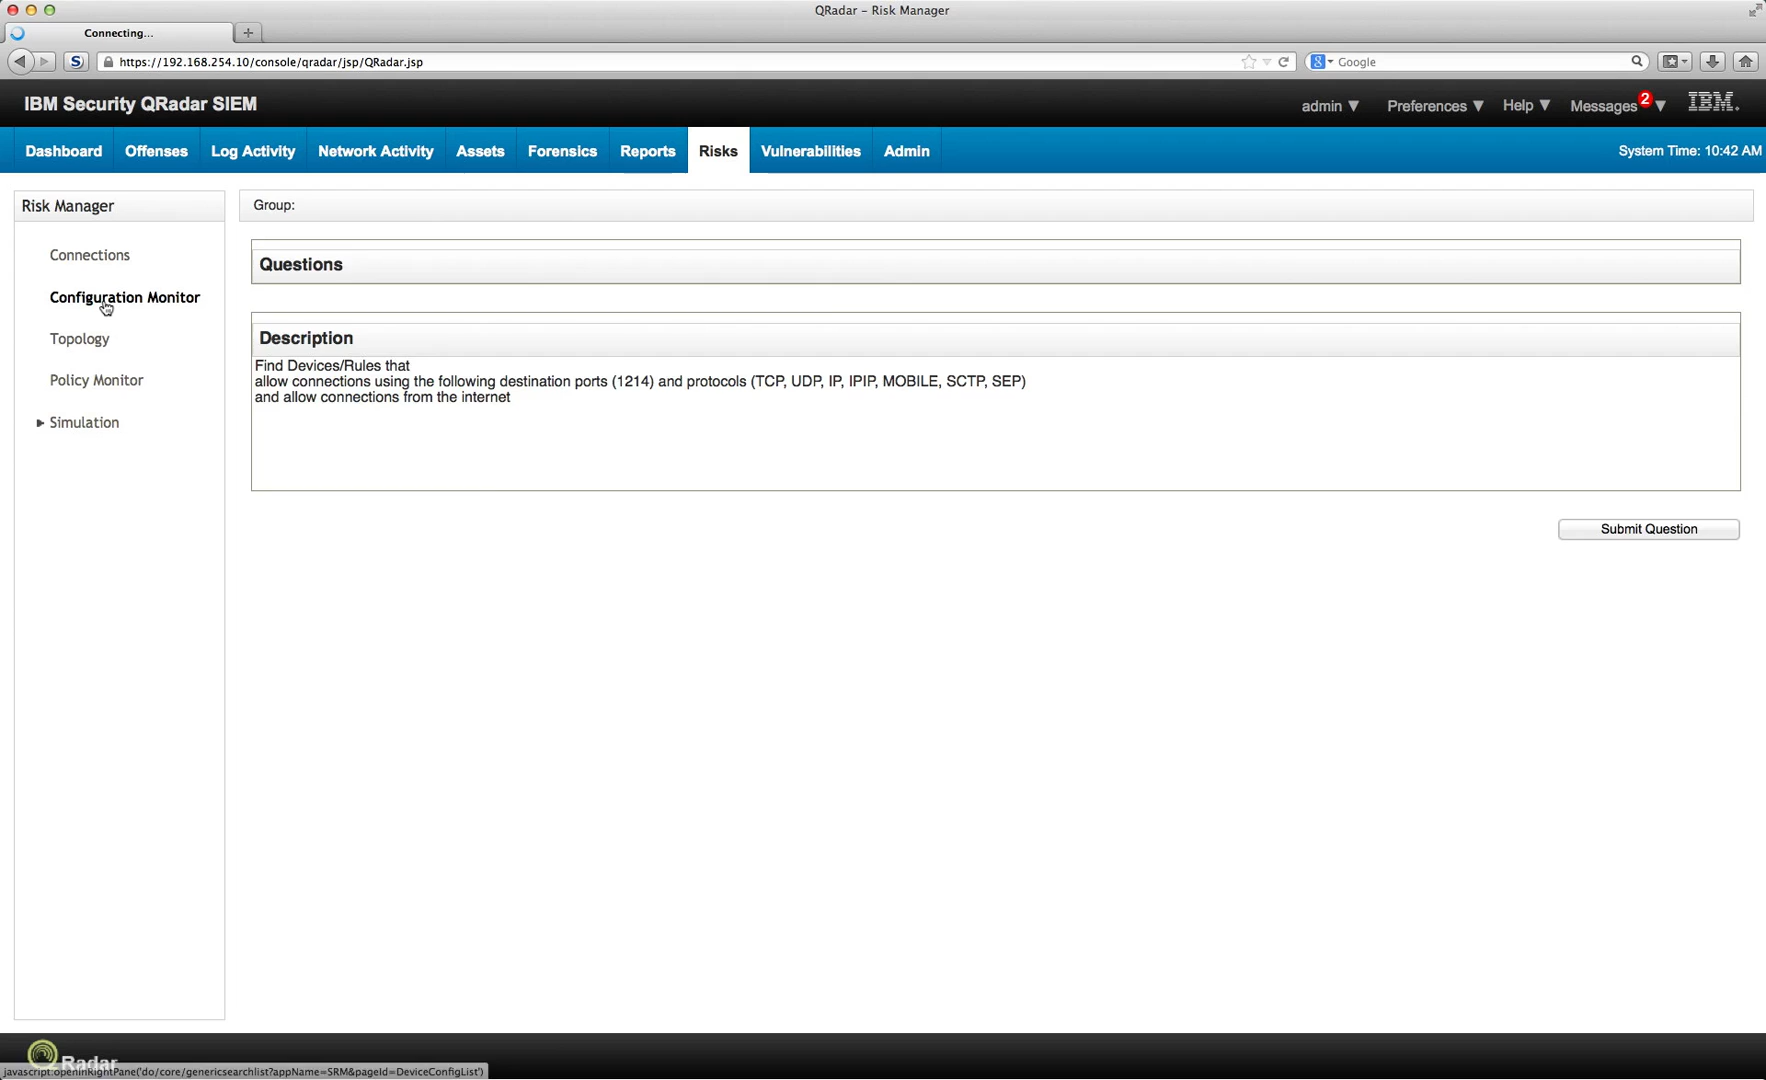 QRadar – Risk Manager
Connecting...
https://192.168.254.10/console/qradar/jsp/QRadar.jsp
Google
IBM Security QRadar SIEM
admin
Preferences
Help
Messages
2
IBM.
Dashboard
Offenses
Log Activity
Network Activity
Assets
Forensics
Reports
Risks
Vulnerabilities
Admin
System Time: 10:42 AM
Risk Manager
Connections
Configuration Monitor
Topology
Policy Monitor
Simulation
Group:
Questions
Description
Find Devices/Rules that
allow connections using the following destination ports (1214) and protocols (TCP, UDP, IP, IPIP, MOBILE, SCTP, SEP)
and allow connections from the internet
Submit Question
Radar
javascript:openInRightPane('do/core/genericsearchlist?appName=SRM&pageId=DeviceConfigList')